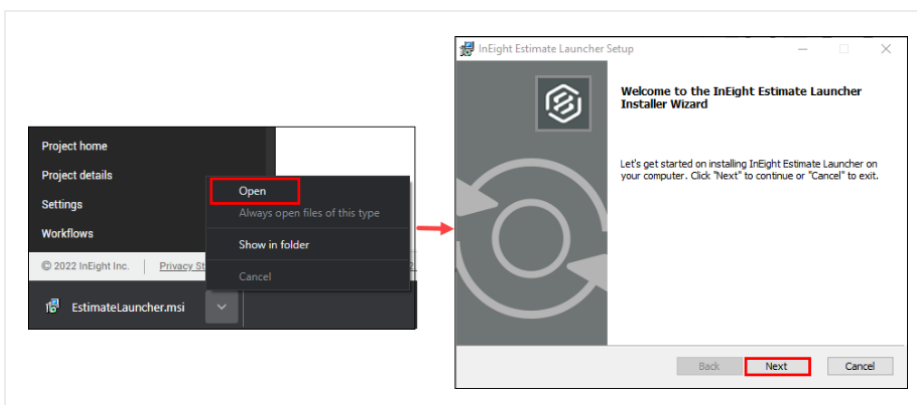 Project home
Project details
Settings
Workflows
© 2022 InEight Inc.
Privacy St
EstimateLauncher.msi
Open
Always open files of this type
Show in folder
Cancel
InEight Estimate Launcher Setup
Welcome to the InEight Estimate Launcher
Installer Wizard
Let's get started on installing InEight Estimate Launcher on
your computer. Click "Next" to continue or "Cancel" to exit.
Back
Next
Cancel